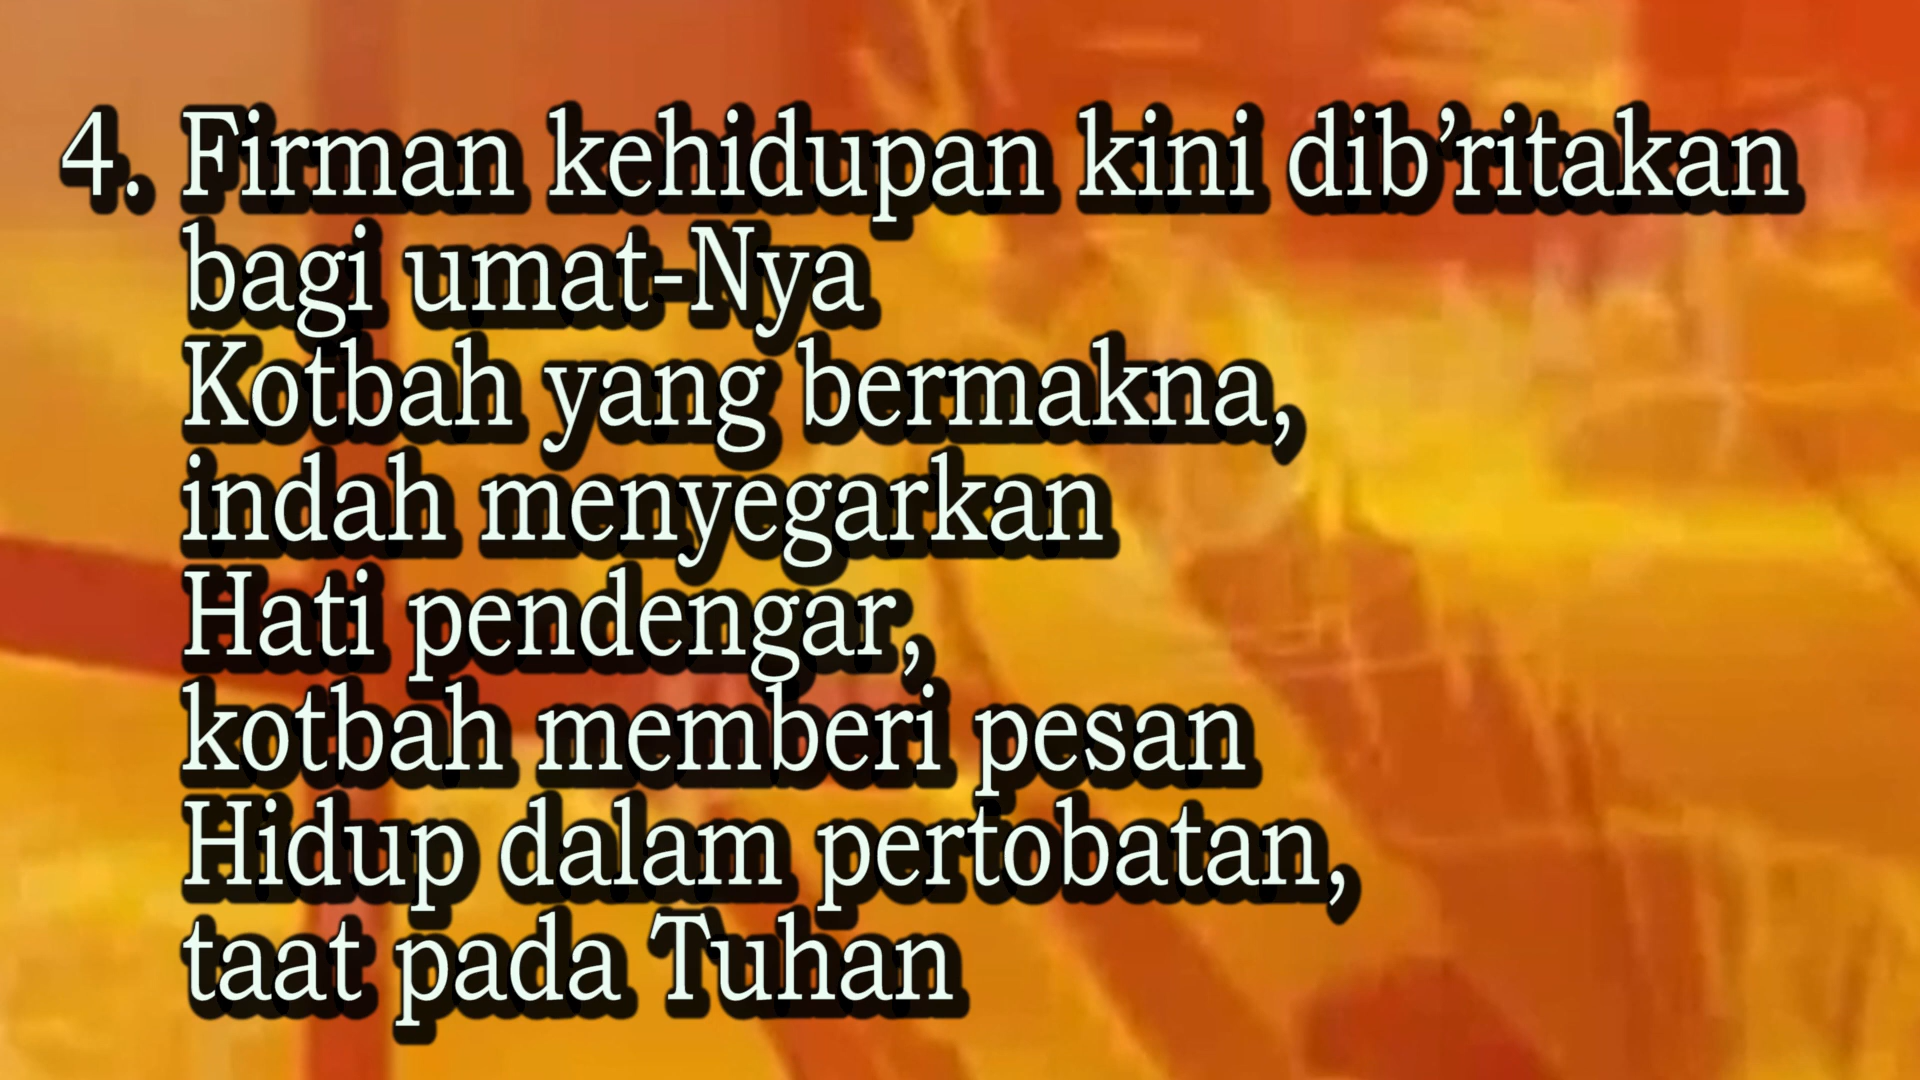 4. Firman kehidupan kini dib’ritakan
bagi umat-Nya
Kotbah yang bermakna,
indah menyegarkan
Hati pendengar,
kotbah memberi pesan
Hidup dalam pertobatan,
taat pada Tuhan